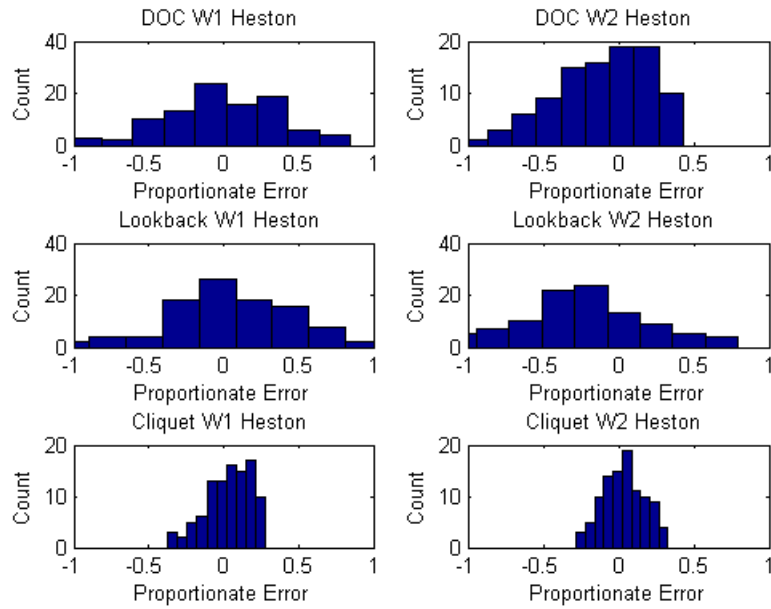 DOC W1 Heston
40
20
0
Count
-1 -0.5 0 0.5 1
Proportionate Error
DOC W2 Heston
20
10
0
Count
-1 -0.5 0 0.5 1
Proportionate Error
Lookback W1 Heston
40
20
0
Count
-1 -0.5 0 0.5 1
Proportionate Error
Lookback W2 Heston
40
20
0
Count
-1 -0.5 0 0.5 1
Proportionate Error
Cliquet W1 Heston
20
10
0
Count
-1 -0.5 0 0.5 1
Proportionate Error
Cliquet W2 Heston
20
10
0
Count
-1 -0.5 0 0.5 1
Proportionate Error